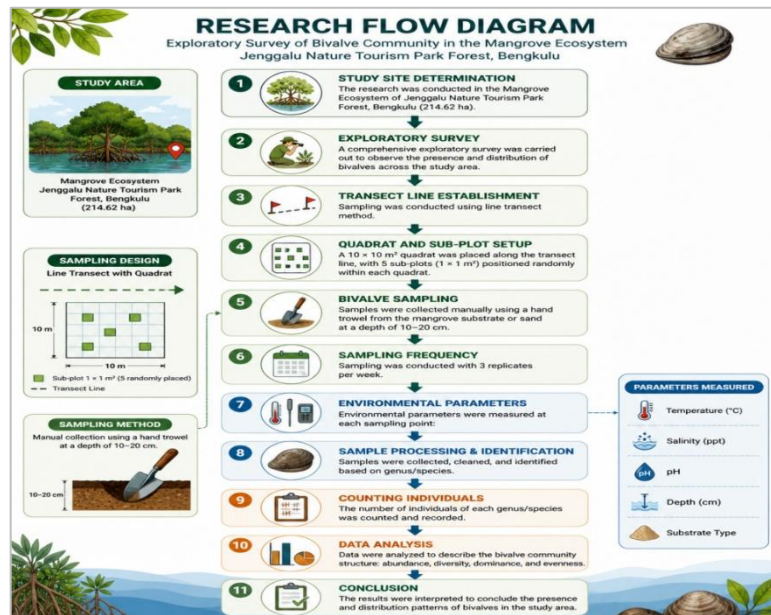 RESEARCH FLOW DIAGRAM
Exploratory Survey of Bivalve Community in the Mangrove Ecosystem
Jenggalu Nature Tourism Park Forest, Bengkulu
STUDY AREA
Mangrove Ecosystem
Jenggalu Nature Tourism Park
Forest, Bengkulu
(214.62 ha)
SAMPLING DESIGN
Line Transect with Quadrat
10 m
10 m
Sub-plot 1 × 1 m² (5 randomly placed)
Transect Line
SAMPLING METHOD
Manual collection using a hand trowel
at a depth of 10–20 cm.
10–20 cm
1
STUDY SITE DETERMINATION
The research was conducted in the Mangrove
Ecosystem of Jenggalu Nature Tourism Park
Forest, Bengkulu (214.62 ha).
2
EXPLORATORY SURVEY
A comprehensive exploratory survey was carried
out to observe the presence and distribution of
bivalves across the study area.
3
TRANSECT LINE ESTABLISHMENT
Sampling was conducted using line transect
method.
4
QUADRAT AND SUB-PLOT SETUP
A 10 × 10 m² quadrat was placed along the transect
line, with 5 sub-plots (1 × 1 m²) positioned randomly
within each quadrat.
5
BIVALVE SAMPLING
Samples were collected manually using a hand
trowel from the mangrove substrate or sand
at a depth of 10–20 cm.
6
SAMPLING FREQUENCY
Sampling was conducted with 3 replicates
per week.
7
ENVIRONMENTAL PARAMETERS
Environmental parameters were measured at
each sampling point:
8
SAMPLE PROCESSING & IDENTIFICATION
Samples were collected, cleaned, and identified
based on genus/species.
9
COUNTING INDIVIDUALS
The number of individuals of each genus/species
was counted and recorded.
10
DATA ANALYSIS
Data were analyzed to describe the bivalve community
structure: abundance, diversity, dominance, and evenness.
11
CONCLUSION
The results were interpreted to conclude the presence
and distribution patterns of bivalves in the study area.
PARAMETERS MEASURED
Temperature (°C)
Salinity (ppt)
pH
pH
Depth (cm)
Substrate Type